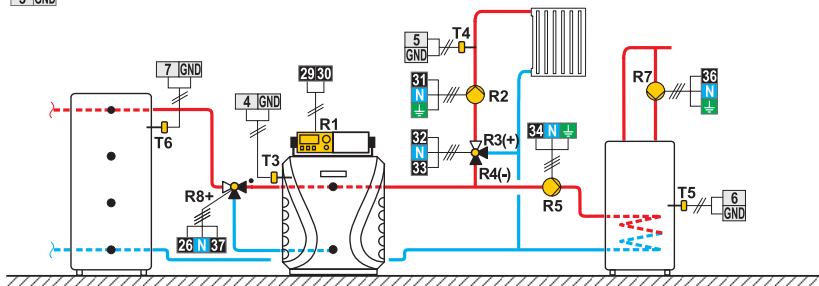 GND
7 GND
T6
4 GND
T3
29 30
R1
R8+
26 N 37
5
GND
T4
31
N
R2
32
N
33
R3(+)
R4(-)
34 N
R5
R7
36
N
T5
6
GND